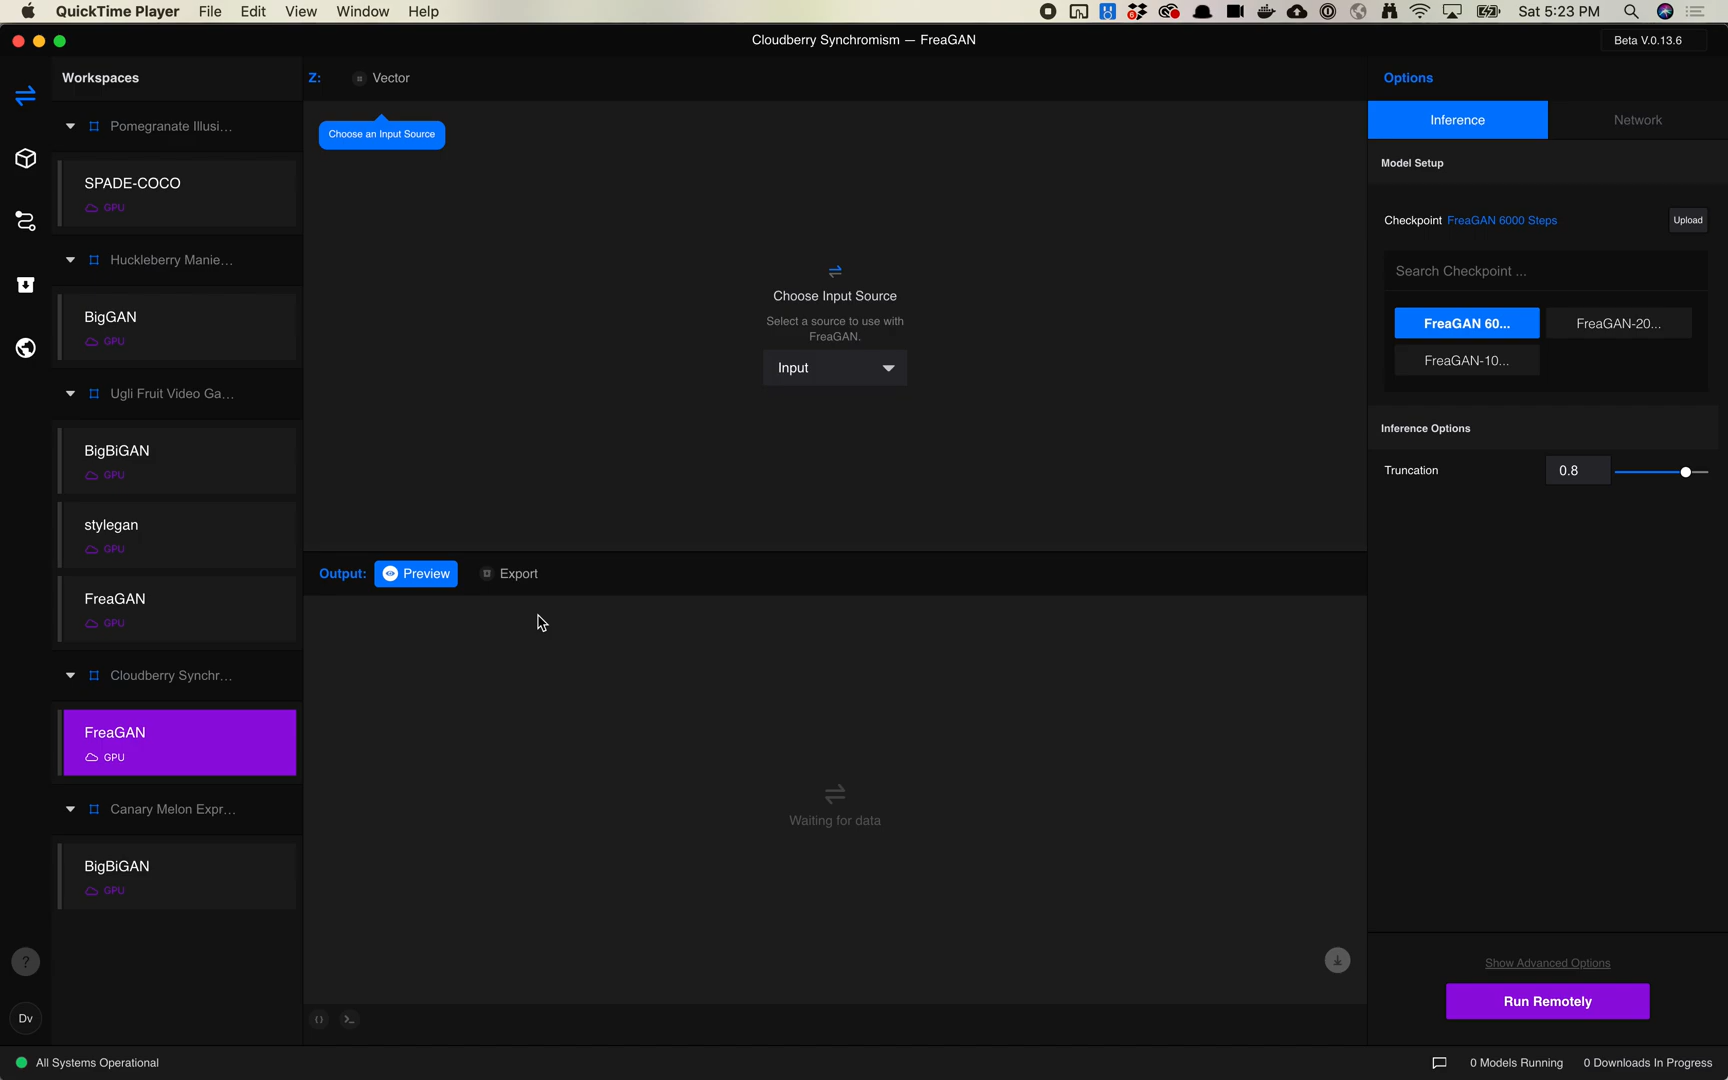 QuickTime Player File Edit View Window Help
Sat 5:23 PM
Cloudberry Synchromism — FreaGAN
Beta V.0.13.6
Workspaces
Pomegranate Illusi...
SPADE-COCO
GPU
Huckleberry Manie...
BigGAN
GPU
Ugli Fruit Video Ga...
BigBiGAN
GPU
stylegan
GPU
FreaGAN
GPU
Cloudberry Synchr...
FreaGAN
GPU
Canary Melon Expr...
BigBiGAN
GPU
?
Dv
Z: Vector
Choose an Input Source
Choose Input Source
Select a source to use with
FreaGAN.
Input
Output: Preview Export
Waiting for data
Options
Inference Network
Model Setup
Checkpoint FreaGAN 6000 Steps Upload
Search Checkpoint ...
FreaGAN 60... FreaGAN-20...
FreaGAN-10...
Inference Options
Truncation 0.8
Show Advanced Options
Run Remotely
All Systems Operational
0 Models Running 0 Downloads In Progress